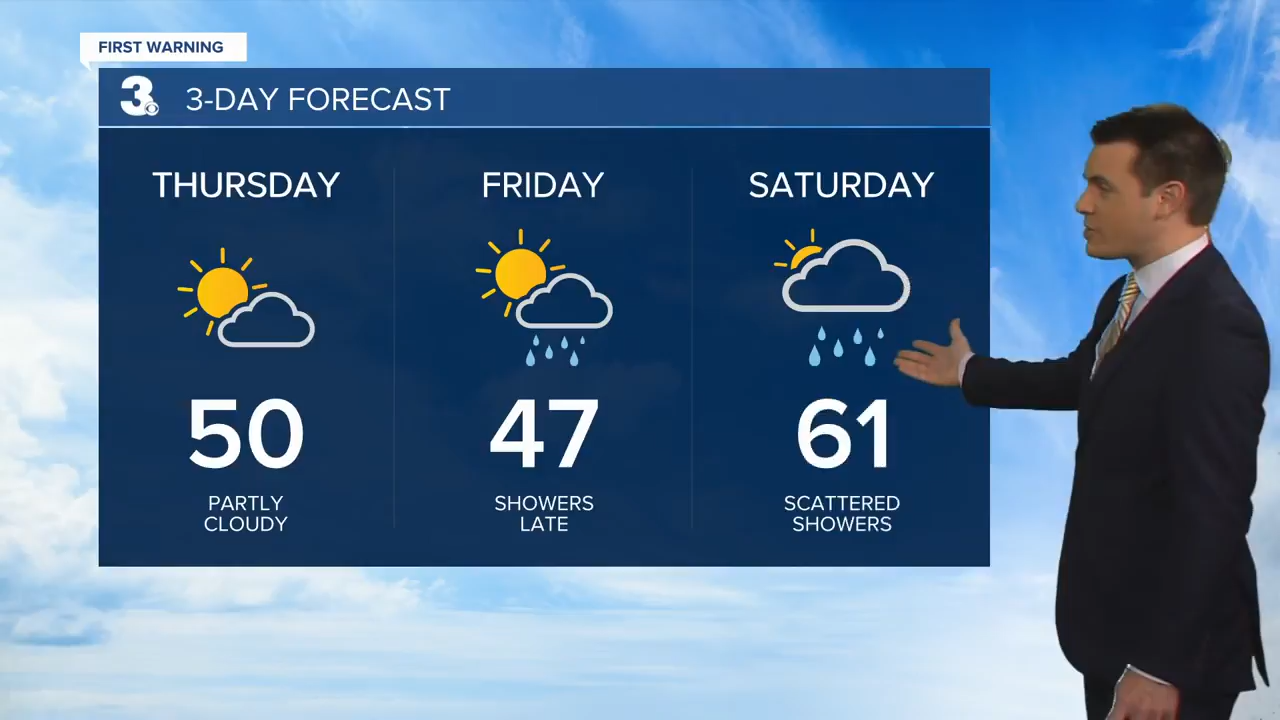 FIRST WARNING
3 3-DAY FORECAST
THURSDAY
50
PARTLY
CLOUDY
FRIDAY
47
SHOWERS
LATE
SATURDAY
61
SCATTERED
SHOWERS